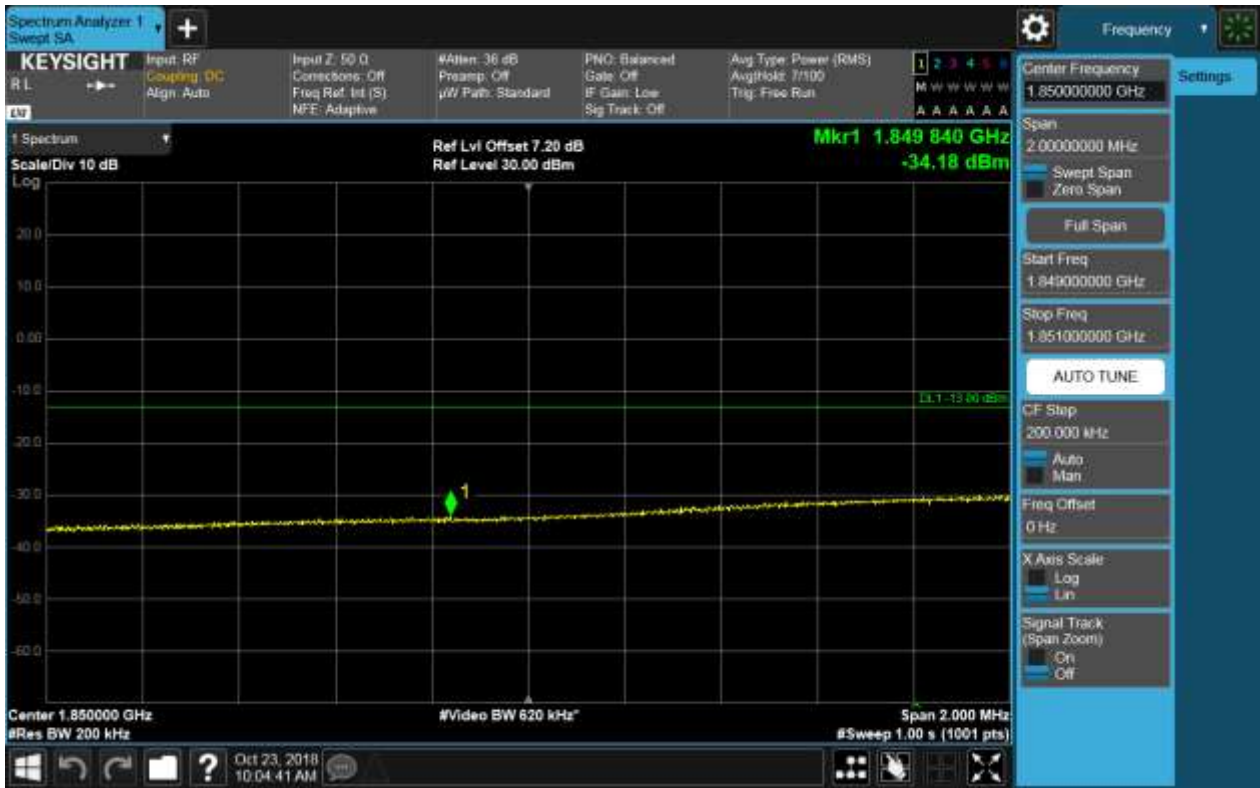 Spectrum Analyzer 1
Swept SA
Frequency
KEYSIGHT
R L
Input: RF
Coupling: DC
Align: Auto
Input Z: 50 Ω
Corrections: Off
Freq Ref: Int (S)
NFE: Adaptive
#Atten: 36 dB
Preamp: Off
µW Path: Standard
PNO: Balanced
Gate: Off
IF Gain: Low
Sig Track: Off
Avg Type: Power (RMS)
Avg|Hold: 7/100
Trig: Free Run
1 2 3 4 5 6
M W W W W W
A A A A A A
1 Spectrum
Scale/Div 10 dB
Log
Ref Lvl Offset 7.20 dB
Ref Level 30.00 dBm
Mkr1 1.849 840 GHz
-34.18 dBm
20.0
10.0
0.00
-10.0
DL1 -13.00 dBm
-20.0
-30.0
1
-40.0
-50.0
-60.0
Center 1.850000 GHz
#Video BW 620 kHz*
Span 2.000 MHz
#Res BW 200 kHz
#Sweep 1.00 s (1001 pts)
?
Oct 23, 2018
10:04:41 AM
Center Frequency
1.850000000 GHz
Settings
Span
2.00000000 MHz
Swept Span
Zero Span
Full Span
Start Freq
1.849000000 GHz
Stop Freq
1.851000000 GHz
AUTO TUNE
CF Step
200.000 kHz
Auto
Man
Freq Offset
0 Hz
X Axis Scale
Log
Lin
Signal Track
(Span Zoom)
On
Off